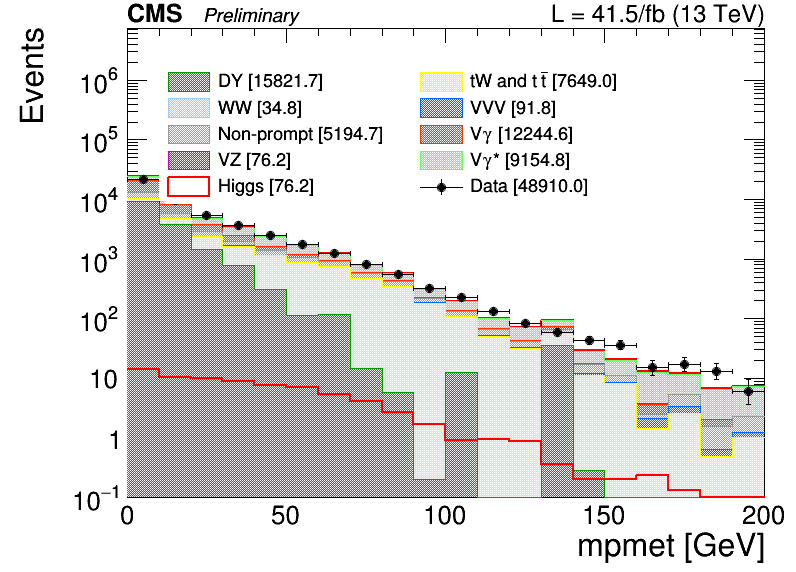 CMS Preliminary L = 41.5/fb (13 TeV)
Events
DY [15821.7]
tW and tt̄ [7649.0]
WW [34.8]
VVV [91.8]
Non-prompt [5194.7]
Vγ [12244.6]
VZ [76.2]
Vγ* [9154.8]
Higgs [76.2]
Data [48910.0]
10⁶
10⁵
10⁴
10³
10²
10
1
10⁻¹
0 50 100 150 200
mpmet [GeV]